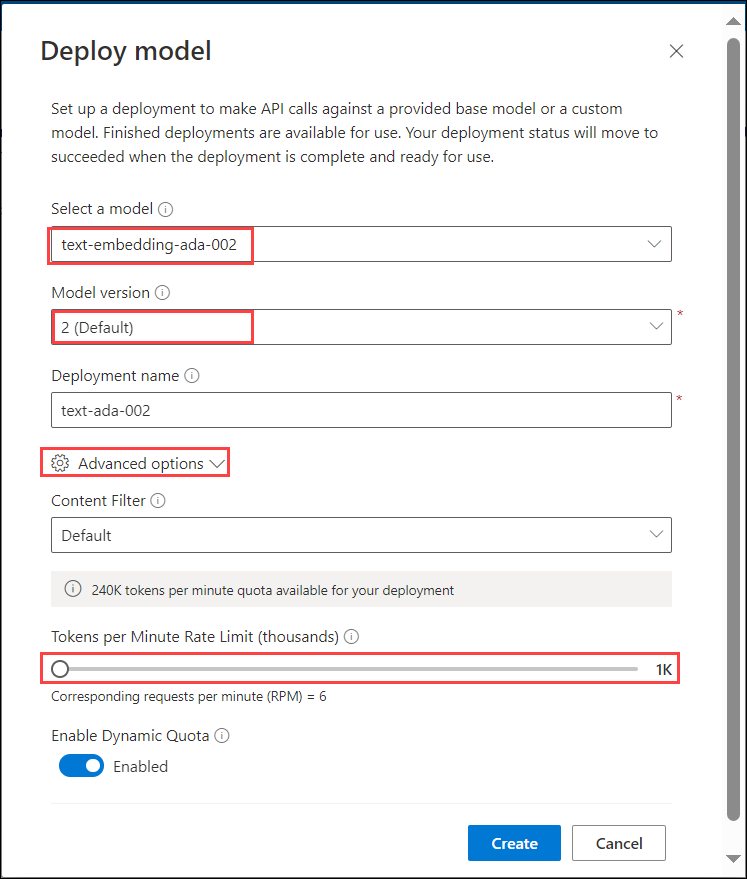 Deploy model
Set up a deployment to make API calls against a provided base model or a custom
model. Finished deployments are available for use. Your deployment status will move to
succeeded when the deployment is complete and ready for use.
Select a model
text-embedding-ada-002
Model version
2 (Default)
*
Deployment name
*
text-ada-002
Advanced options
Content Filter
Default
240K tokens per minute quota available for your deployment
Tokens per Minute Rate Limit (thousands)
1K
Corresponding requests per minute (RPM) = 6
Enable Dynamic Quota
Enabled
Create
Cancel